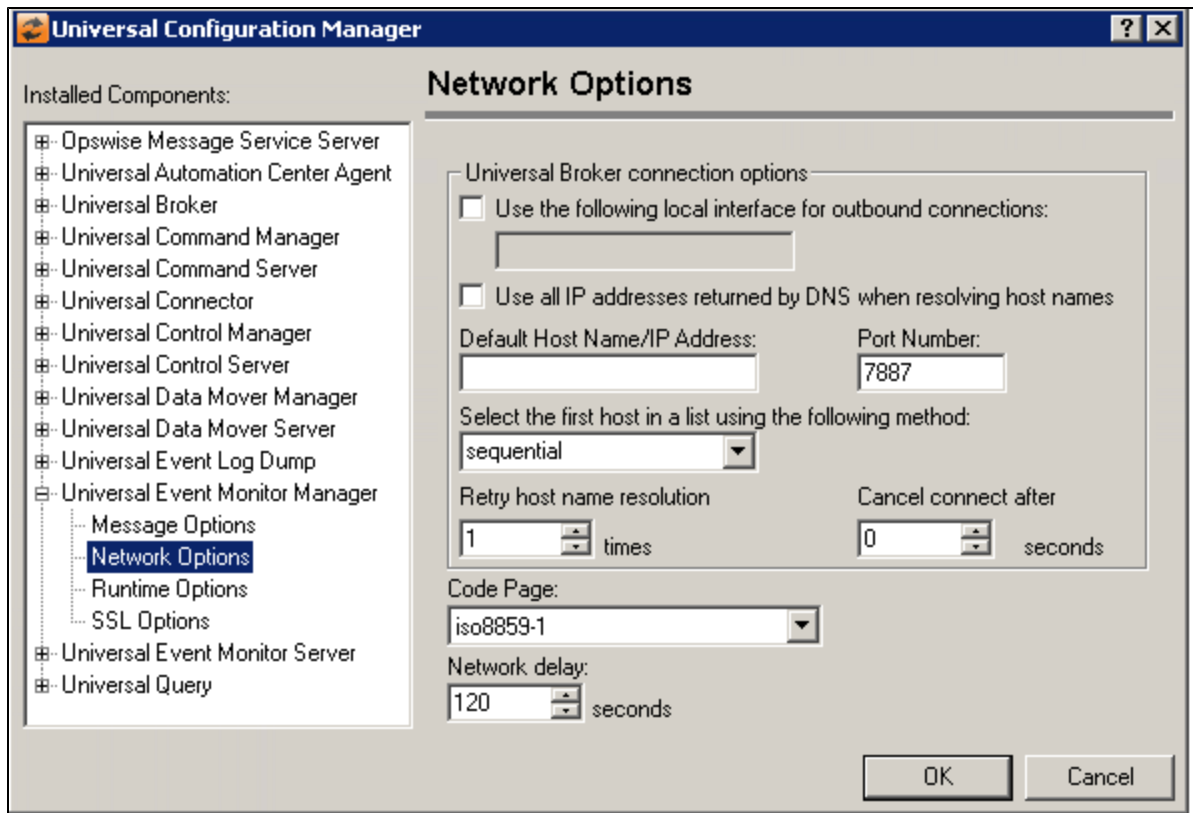 Universal Configuration Manager
Installed Components:
Opswise Message Service Server
Universal Automation Center Agent
Universal Broker
Universal Command Manager
Universal Command Server
Universal Connector
Universal Control Manager
Universal Control Server
Universal Data Mover Manager
Universal Data Mover Server
Universal Event Log Dump
Universal Event Monitor Manager
Message Options
Network Options
Runtime Options
SSL Options
Universal Event Monitor Server
Universal Query
Network Options
Universal Broker connection options
Use the following local interface for outbound connections:
Use all IP addresses returned by DNS when resolving host names
Default Host Name/IP Address: Port Number:
7887
Select the first host in a list using the following method:
sequential
Retry host name resolution Cancel connect after
1 times 0 seconds
Code Page:
iso8859-1
Network delay:
120 seconds
OK Cancel